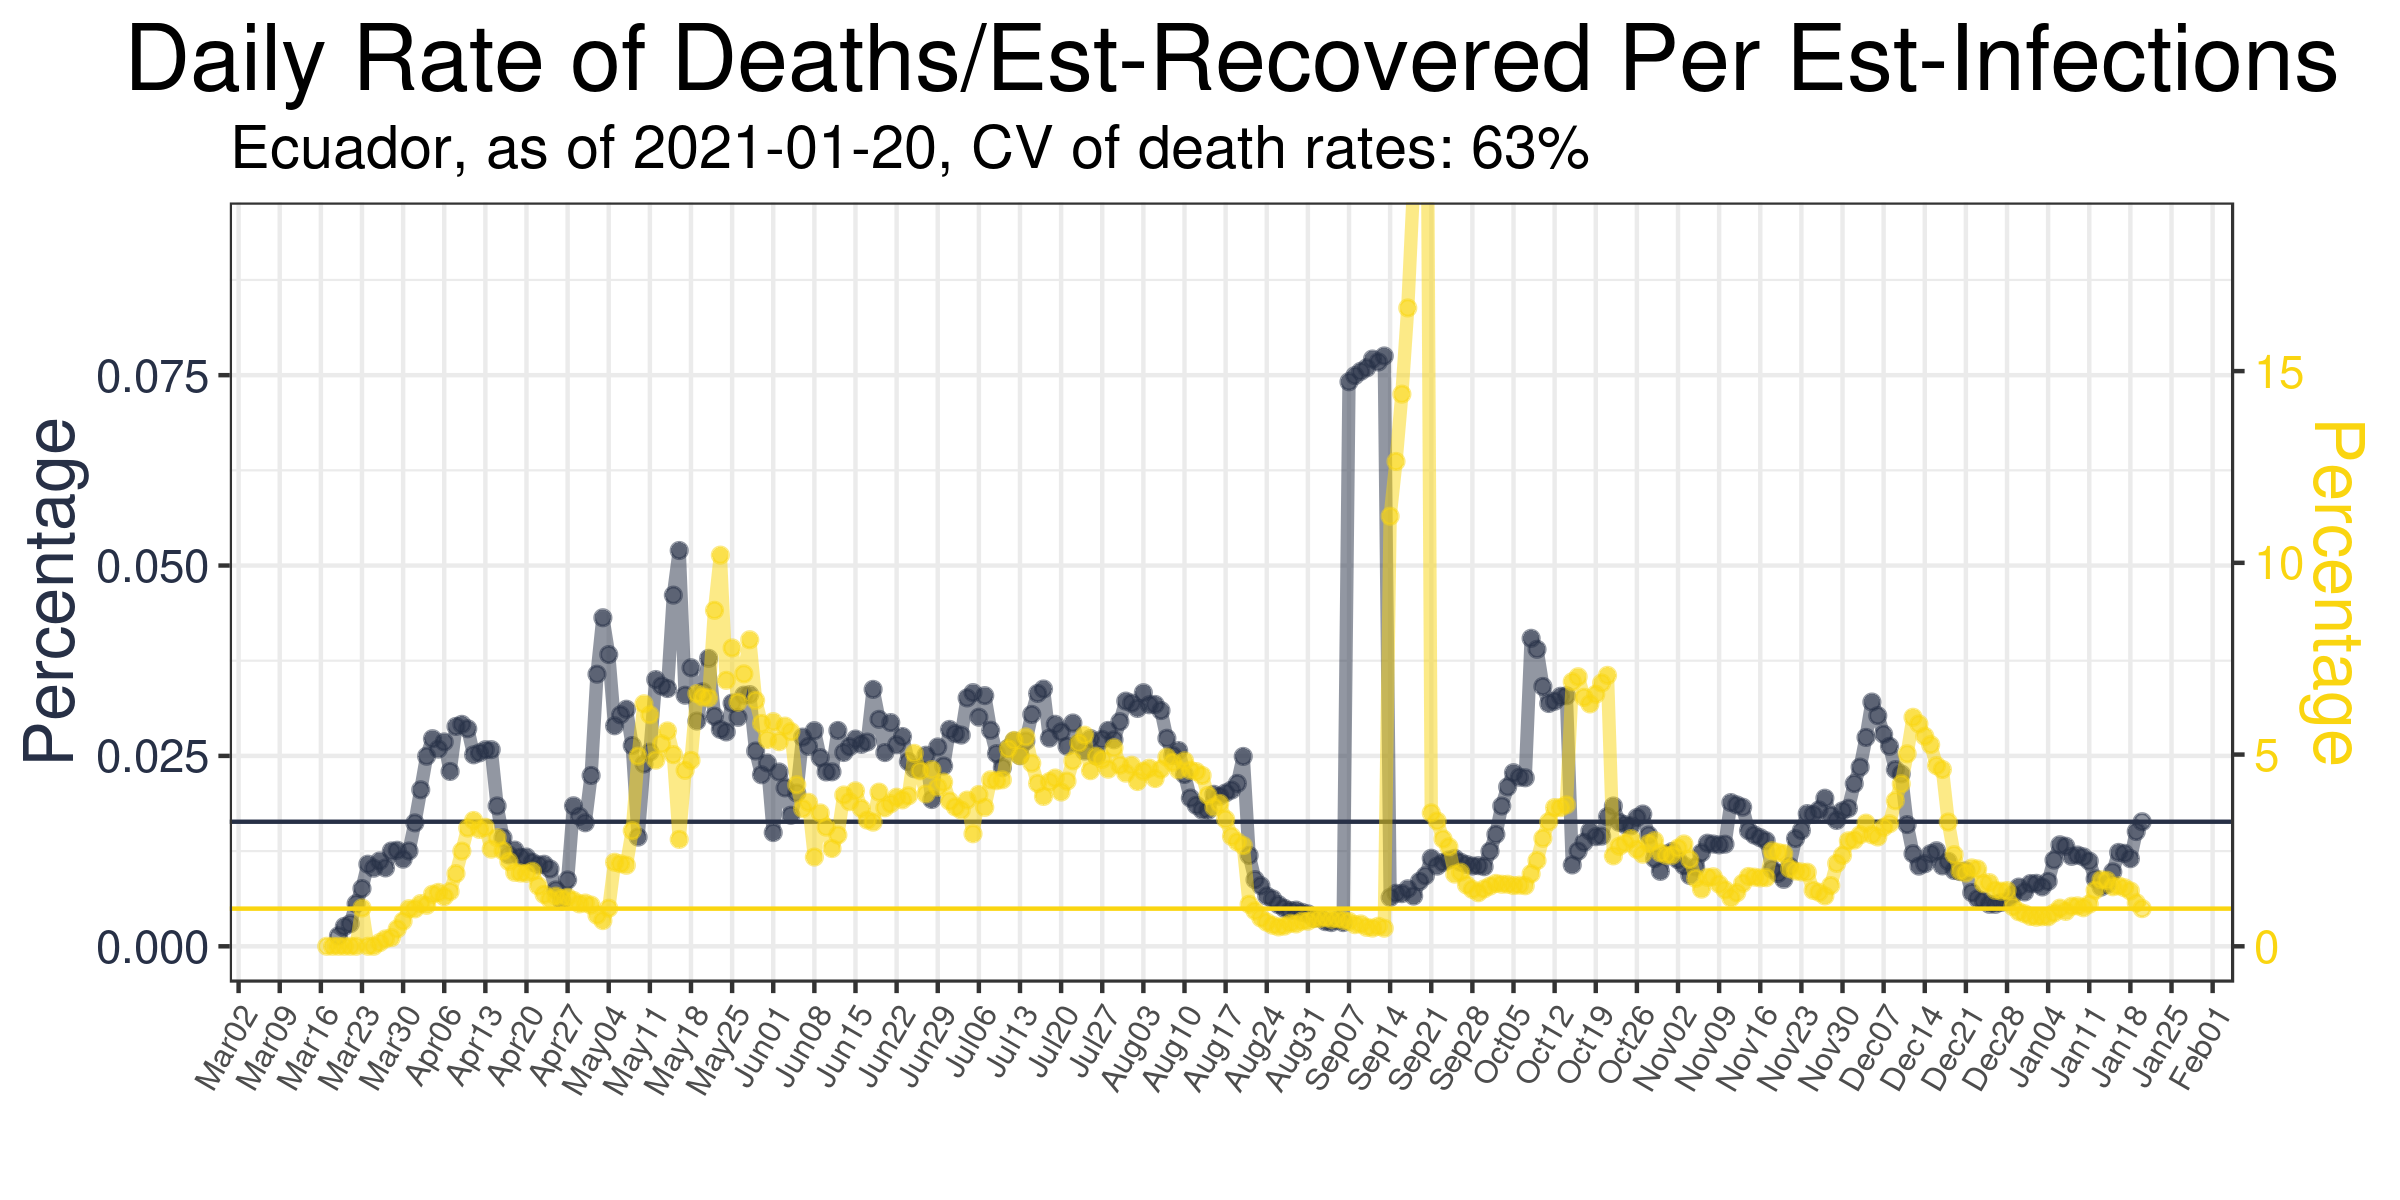 Daily Rate of Deaths/Est-Recovered Per Est-Infections
Ecuador, as of 2021-01-20, CV of death rates: 63%
Percentage
0.075
0.050
0.025
0.000
15
10
5
0
Percentage
Mar02
Mar09
Mar16
Mar23
Mar30
Apr06
Apr13
Apr20
Apr27
May04
May11
May18
May25
Jun01
Jun08
Jun15
Jun22
Jun29
Jul06
Jul13
Jul20
Jul27
Aug03
Aug10
Aug17
Aug24
Aug31
Sep07
Sep14
Sep21
Sep28
Oct05
Oct12
Oct19
Oct26
Nov02
Nov09
Nov16
Nov23
Nov30
Dec07
Dec14
Dec21
Dec28
Jan04
Jan11
Jan18
Jan25
Feb01